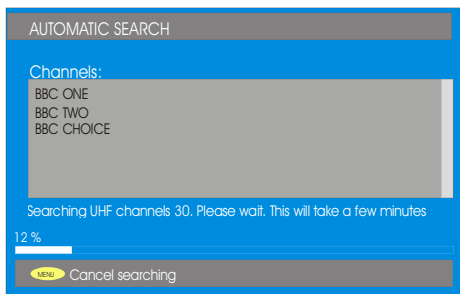 AUTOMATIC SEARCH
Channels:
BBC ONE
BBC TWO
BBC CHOICE
Searching UHF channels 30. Please wait. This will take a few minutes
12 %
MENU Cancel searching